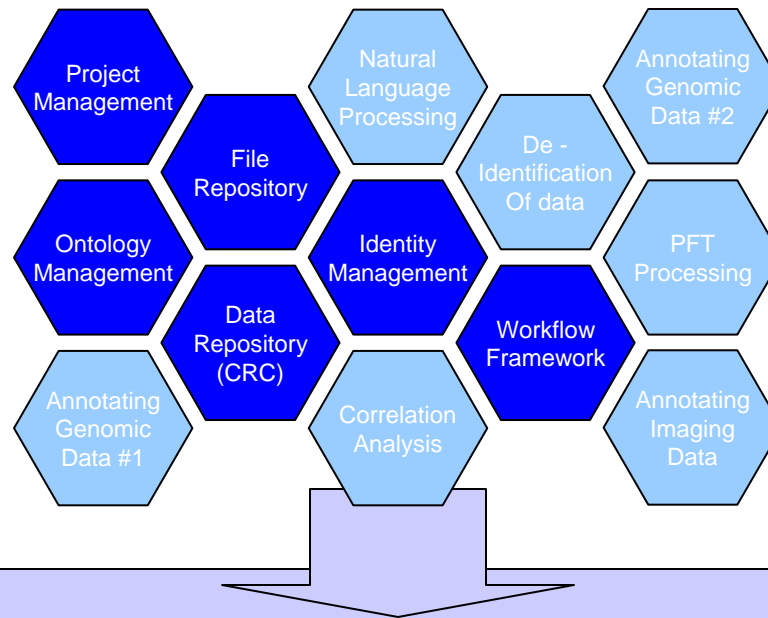 Project
Management
Natural
Language
Processing
Annotating
Genomic
Data #2
File
Repository
De -
Identification
Of data
Ontology
Management
Identity
Management
PFT
Processing
Data
Repository
(CRC)
Workflow
Framework
Annotating
Genomic
Data #1
Correlation
Analysis
Annotating
Imaging
Data